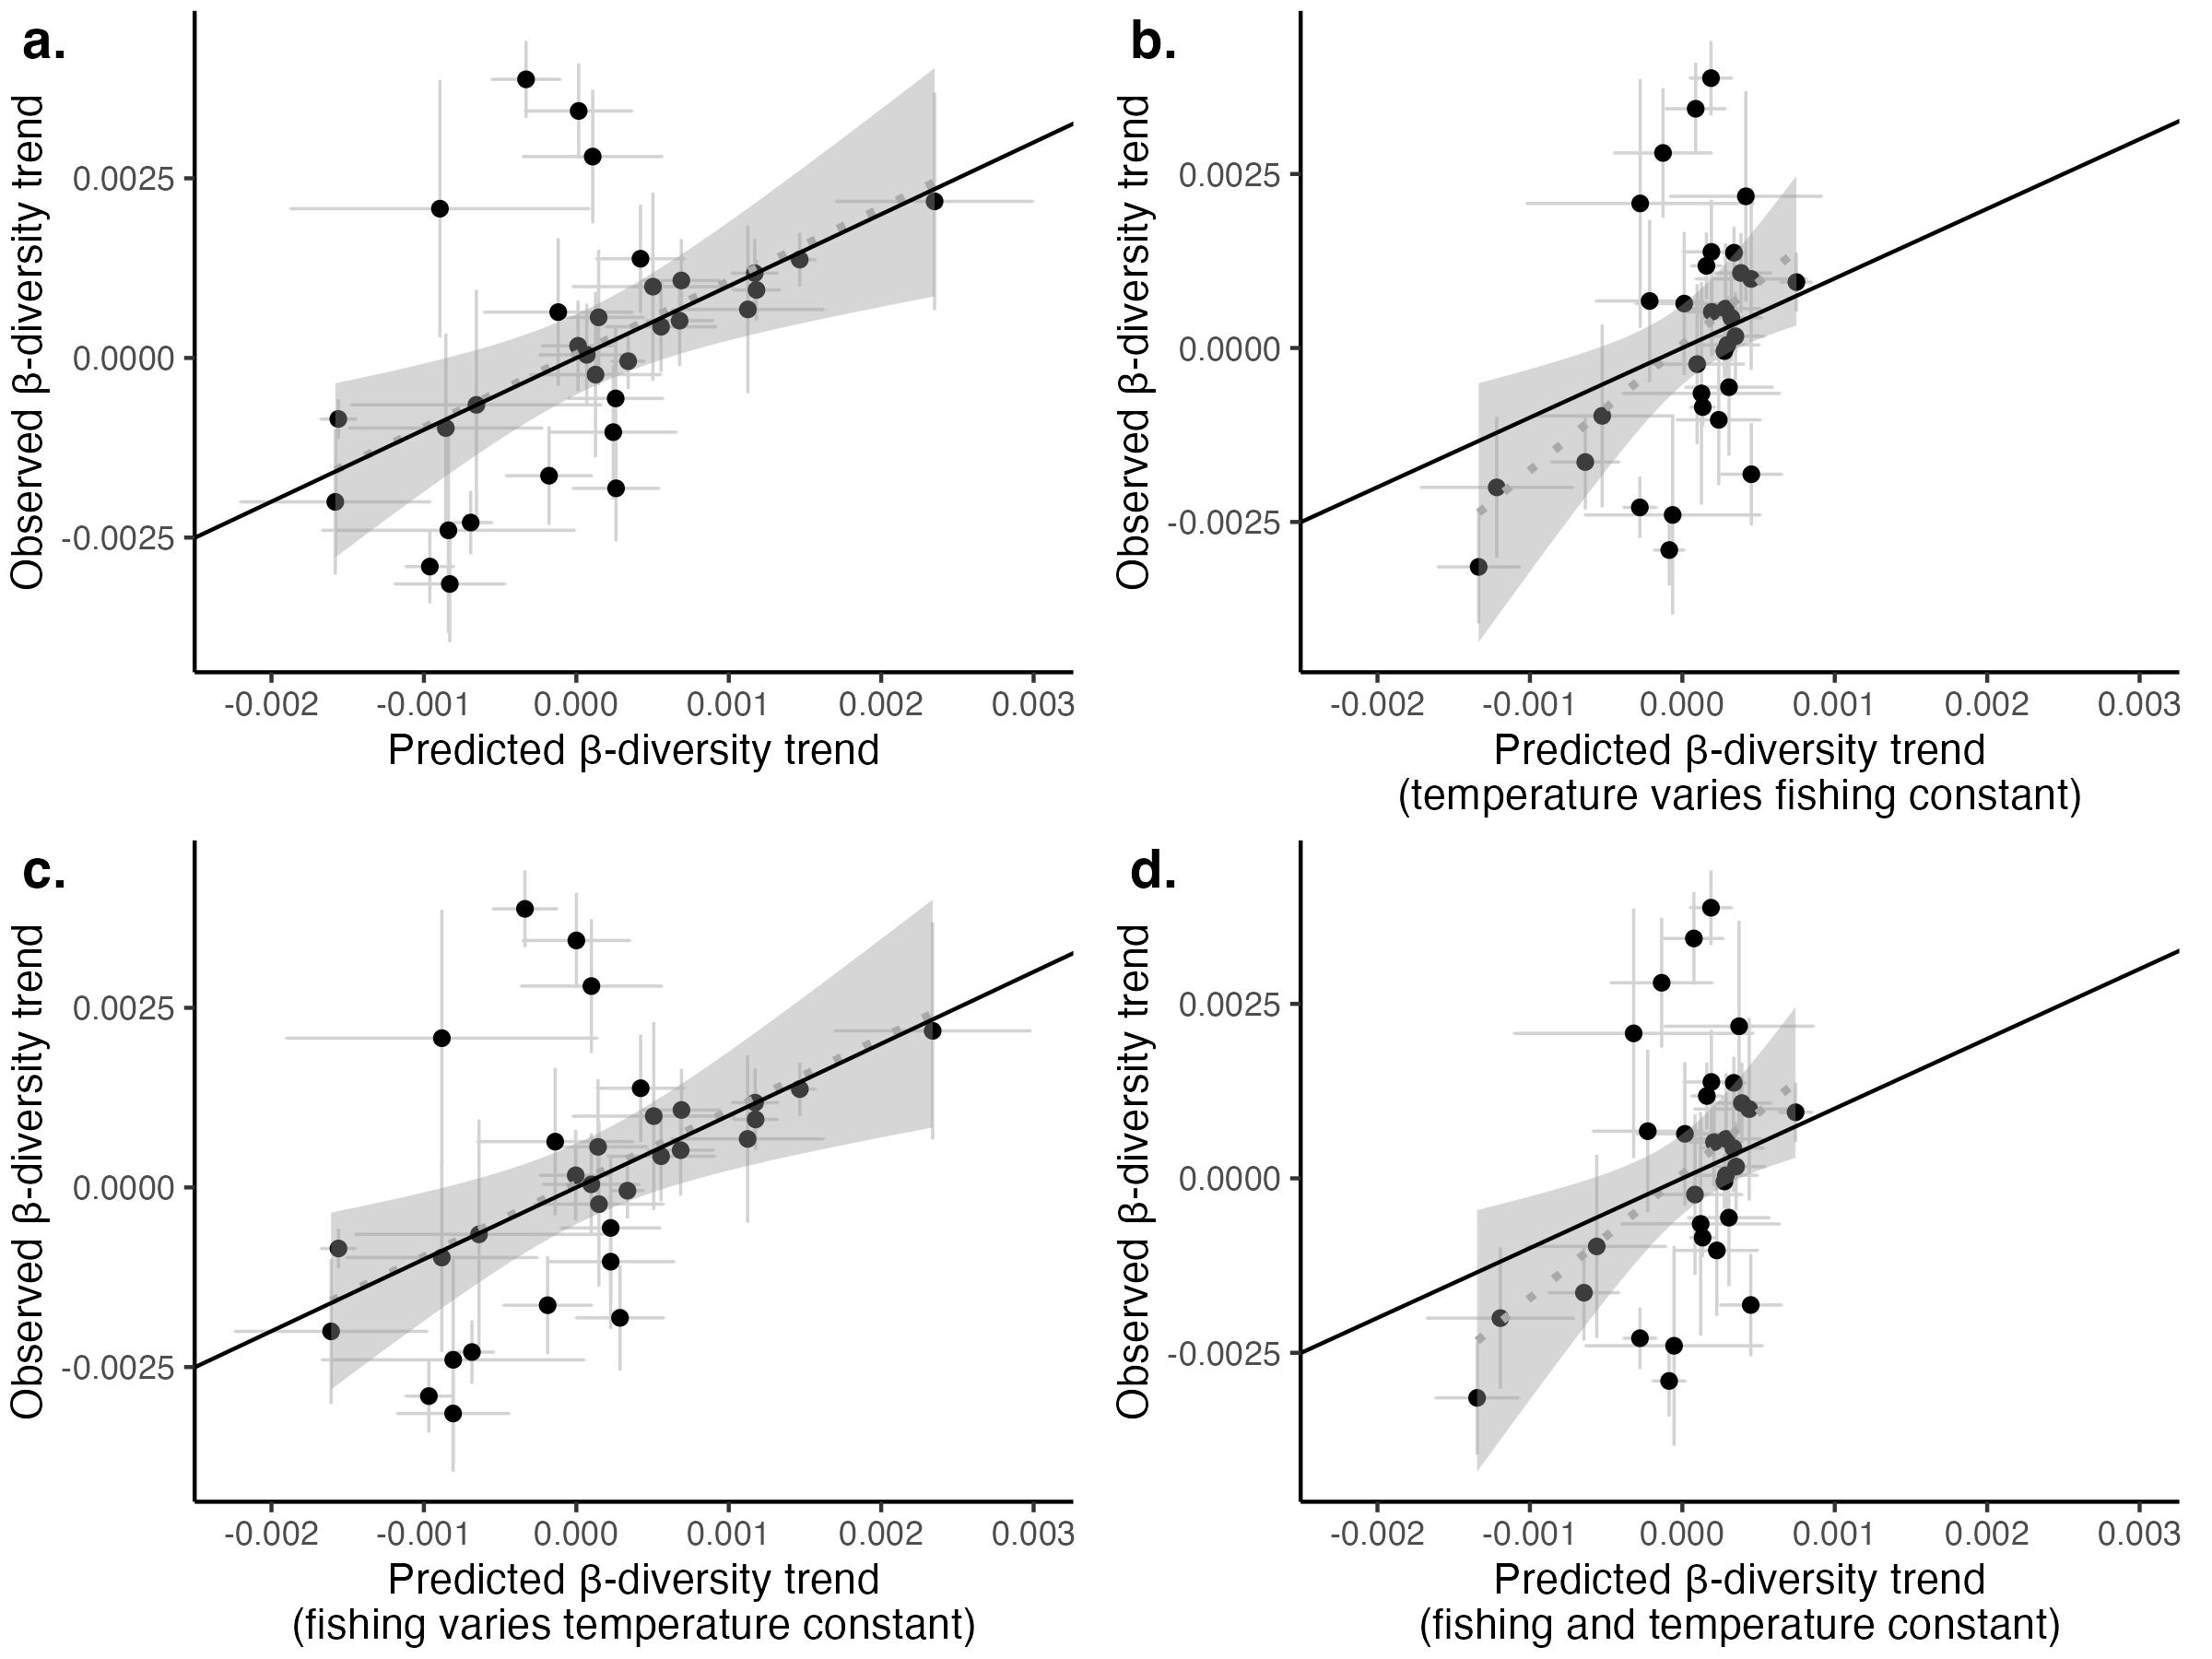 a.
Observed β-diversity trend
0.0025
0.0000
-0.0025
-0.002 -0.001 0.000 0.001 0.002 0.003
Predicted β-diversity trend
b.
Observed β-diversity trend
0.0025
0.0000
-0.0025
-0.002 -0.001 0.000 0.001 0.002 0.003
Predicted β-diversity trend
(temperature varies fishing constant)
c.
Observed β-diversity trend
0.0025
0.0000
-0.0025
-0.002 -0.001 0.000 0.001 0.002 0.003
Predicted β-diversity trend
(fishing varies temperature constant)
d.
Observed β-diversity trend
0.0025
0.0000
-0.0025
-0.002 -0.001 0.000 0.001 0.002 0.003
Predicted β-diversity trend
(fishing and temperature constant)